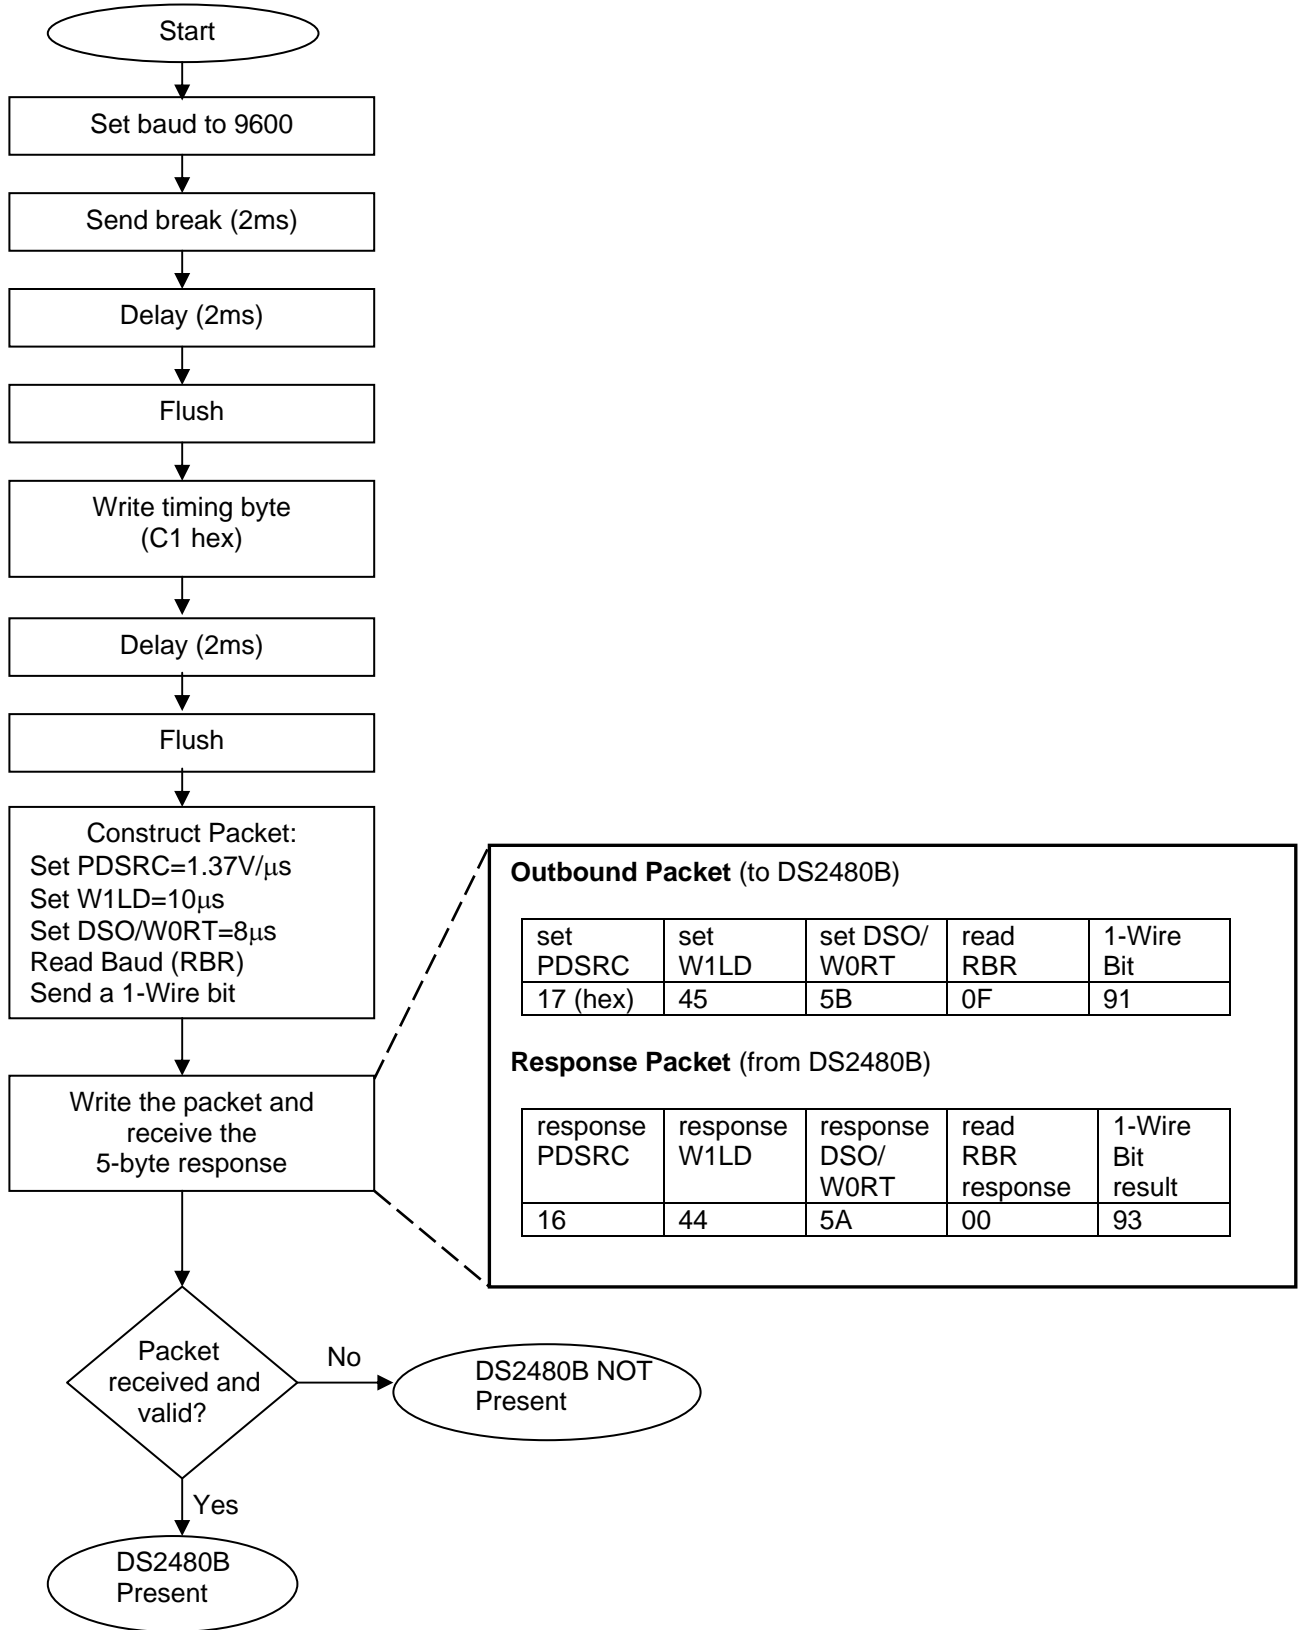 Start
Set baud to 9600
Send break (2ms)
Delay (2ms)
Flush
Write timing byte
(C1 hex)
Delay (2ms)
Flush
Construct Packet:
Set PDSRC=1.37V/μs
Set W1LD=10μs
Set DSO/W0RT=8μs
Read Baud (RBR)
Send a 1-Wire bit
Write the packet and
receive the
5-byte response
Outbound Packet (to DS2480B)
set PDSRC
set W1LD
set DSO/ W0RT
read RBR
1-Wire Bit
17 (hex) 45 5B 0F 91
Response Packet (from DS2480B)
response PDSRC
response W1LD
response DSO/ W0RT
read RBR response
1-Wire Bit result
16 44 5A 00 93
Packet
received and
valid?
No
DS2480B NOT
Present
Yes
DS2480B
Present